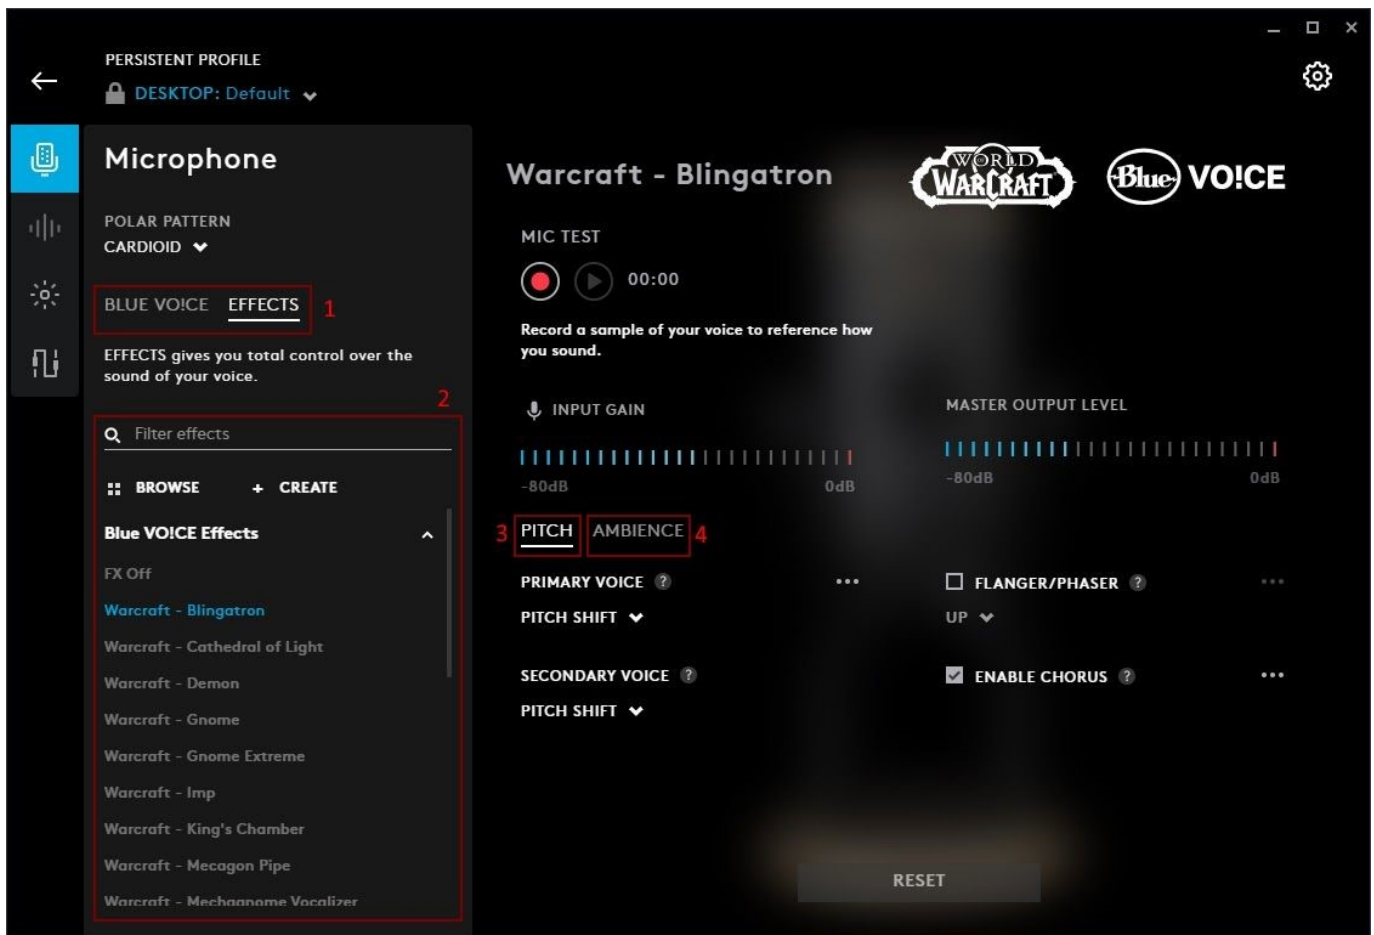 PERSISTENT PROFILE
DESKTOP: Default
Microphone
POLAR PATTERN
CARDIOID
BLUE VO!CE EFFECTS 1
EFFECTS gives you total control over the
sound of your voice.
2
Filter effects
BROWSE + CREATE
Blue VO!CE Effects
FX Off
Warcraft - Blingatron
Warcraft - Cathedral of Light
Warcraft - Demon
Warcraft - Gnome
Warcraft - Gnome Extreme
Warcraft - Imp
Warcraft - King's Chamber
Warcraft - Mecagon Pipe
Warcraft - Mechagnome Vocalizer
Warcraft - Blingatron
WORLD OF WARCRAFT
Blue VO!CE
MIC TEST
00:00
Record a sample of your voice to reference how
you sound.
INPUT GAIN
-80dB 0dB
MASTER OUTPUT LEVEL
-80dB 0dB
3 PITCH AMBIENCE 4
PRIMARY VOICE ?
PITCH SHIFT
SECONDARY VOICE ?
PITCH SHIFT
FLANGER/PHASER ?
UP
ENABLE CHORUS ?
RESET